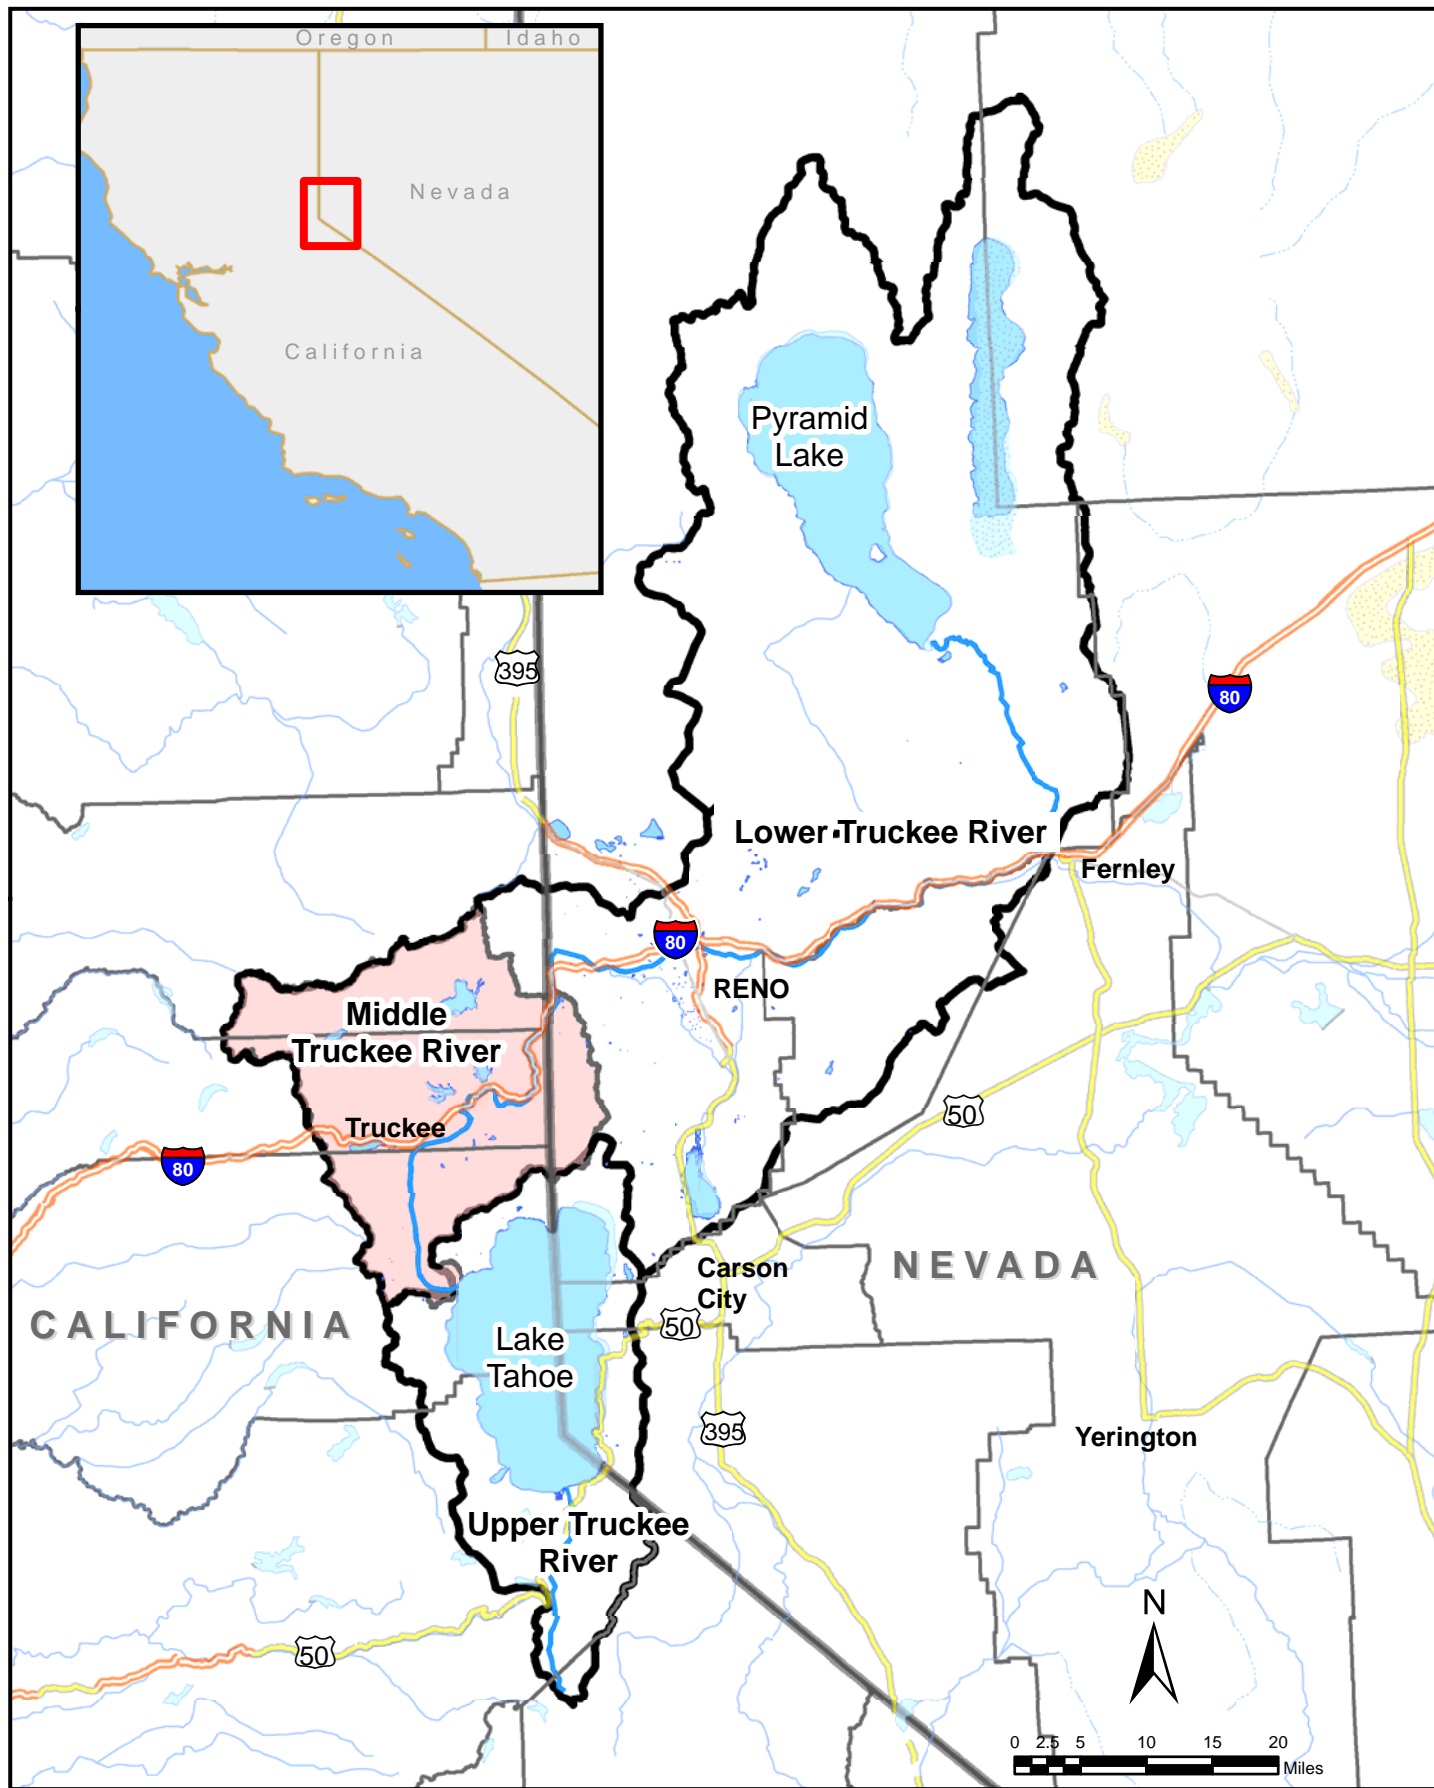 Oregon
Idaho
Nevada
California
Pyramid
Lake
395
80
Lower Truckee River
Fernley
80
RENO
Middle
Truckee River
Truckee
50
80
NEVADA
Carson
City
CALIFORNIA
50
Lake
Tahoe
395
Yerington
Upper Truckee
River
N
50
0 2.5 5 10 15 20
Miles